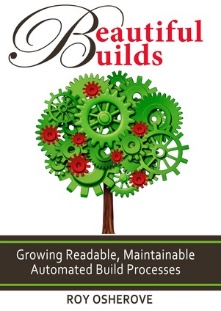 Beautiful
Builds
Growing Readable, Maintainable
Automated Build Processes
ROY OSHEROVE